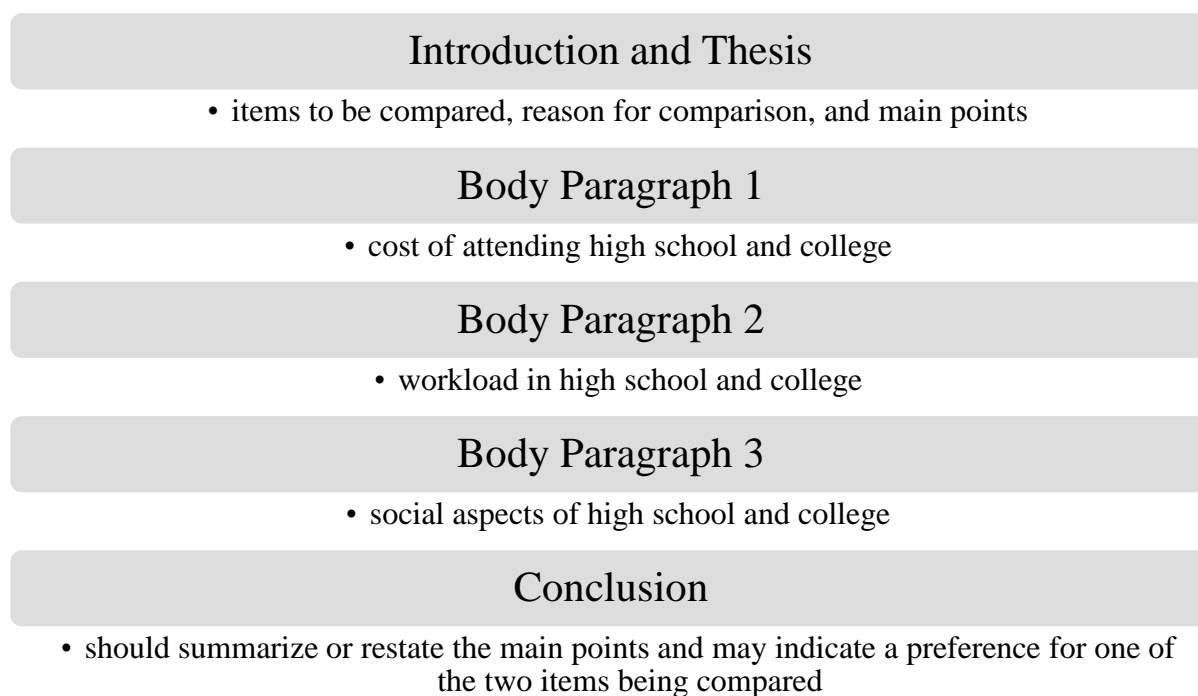 Introduction and Thesis
• items to be compared, reason for comparison, and main points
Body Paragraph 1
• cost of attending high school and college
Body Paragraph 2
• workload in high school and college
Body Paragraph 3
• social aspects of high school and college
Conclusion
• should summarize or restate the main points and may indicate a preference for one of
the two items being compared